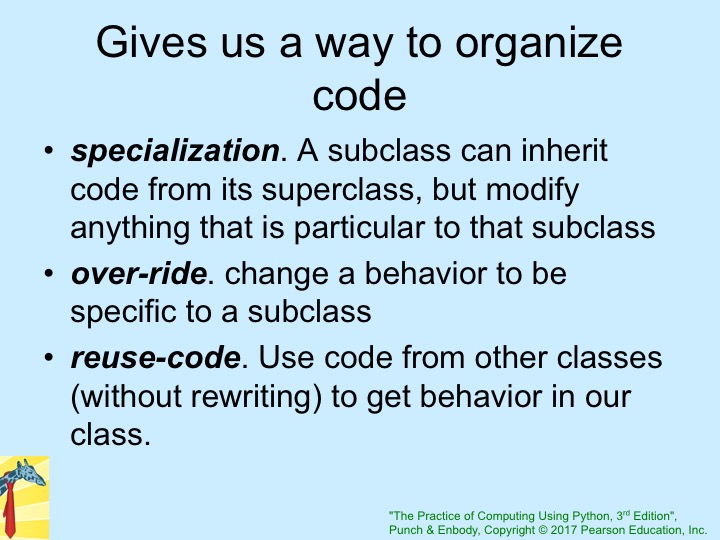 Gives us a way to organize
code
• specialization. A subclass can inherit
code from its superclass, but modify
anything that is particular to that subclass
• over-ride. change a behavior to be
specific to a subclass
• reuse-code. Use code from other classes
(without rewriting) to get behavior in our
class.
"The Practice of Computing Using Python, 3rd Edition",
Punch & Enbody, Copyright © 2017 Pearson Education, Inc.